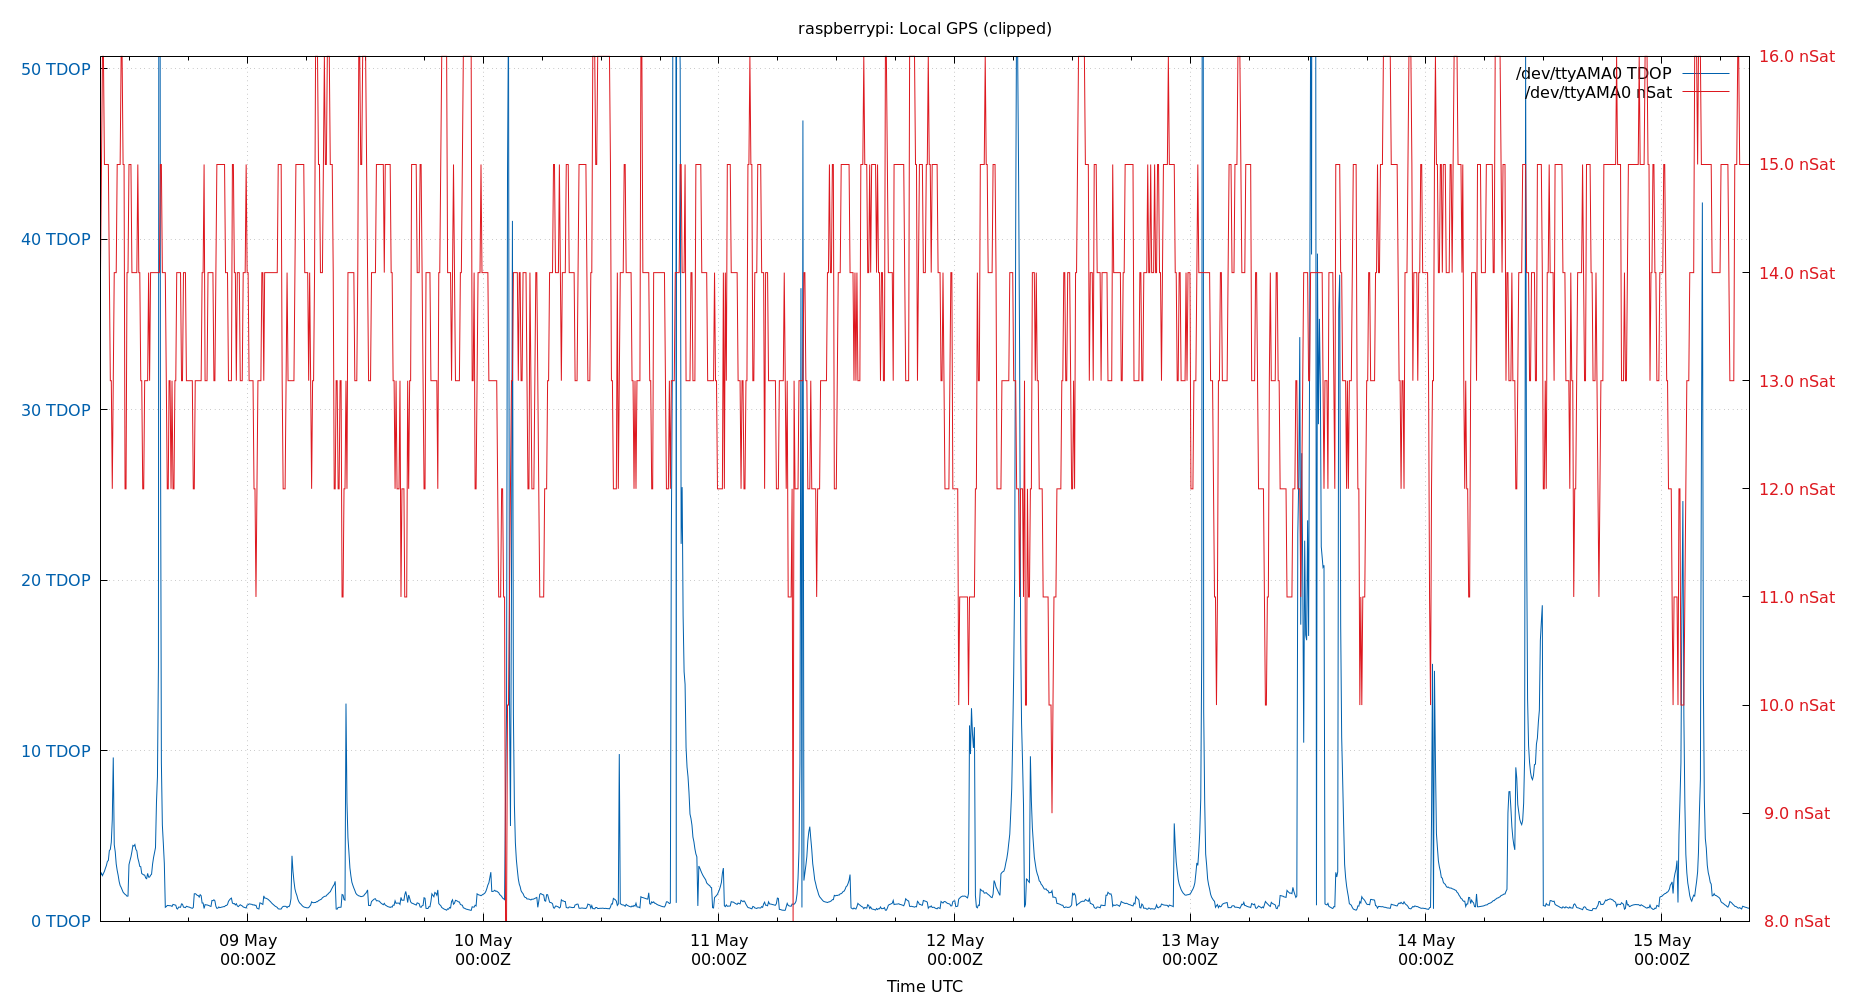 raspberrypi: Local GPS (clipped)
/dev/ttyAMA0 TDOP
/dev/ttyAMA0 nSat
50 TDOP
40 TDOP
30 TDOP
20 TDOP
10 TDOP
0 TDOP
16.0 nSat
15.0 nSat
14.0 nSat
13.0 nSat
12.0 nSat
11.0 nSat
10.0 nSat
9.0 nSat
8.0 nSat
09 May
00:00Z
10 May
00:00Z
11 May
00:00Z
12 May
00:00Z
13 May
00:00Z
14 May
00:00Z
15 May
00:00Z
Time UTC